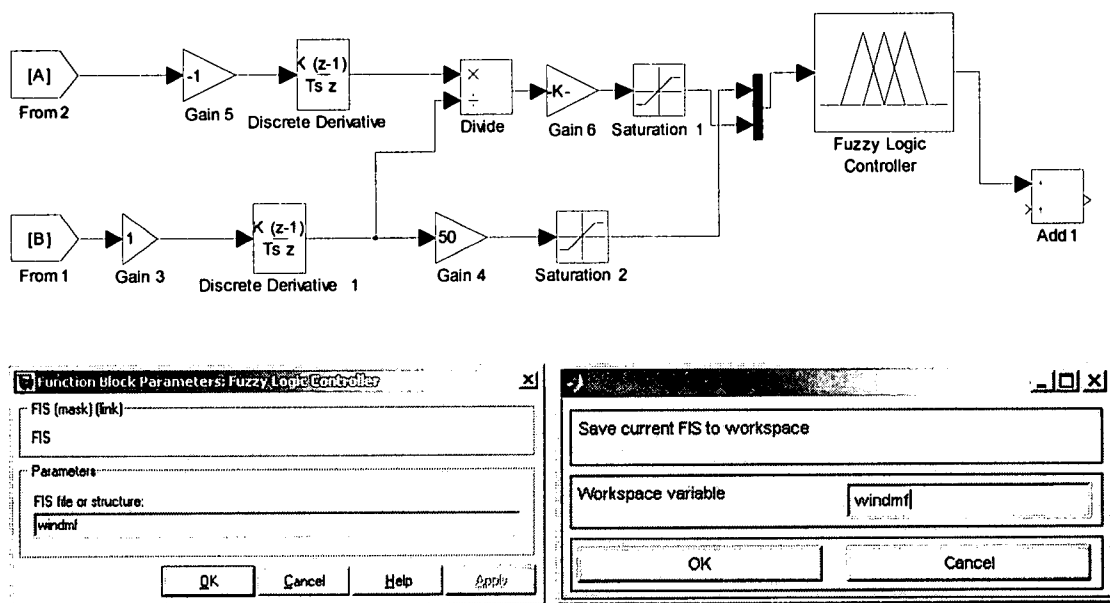 [A]
From 2
-1
Gain 5
K (z-1)
Ts z
Discrete Derivative
×
÷
Divide
-K-
Gain 6
Saturation 1
Fuzzy Logic
Controller
[B]
From 1
1
Gain 3
K (z-1)
Ts z
Discrete Derivative 1
50
Gain 4
Saturation 2
Add 1
Function Block Parameters: Fuzzy Logic Controller
FIS (mask) (link)
FIS
Parameters
FIS file or structure:
windmf
OK
Cancel
Help
Apply
Save current FIS to workspace
Workspace variable
windmf
OK
Cancel